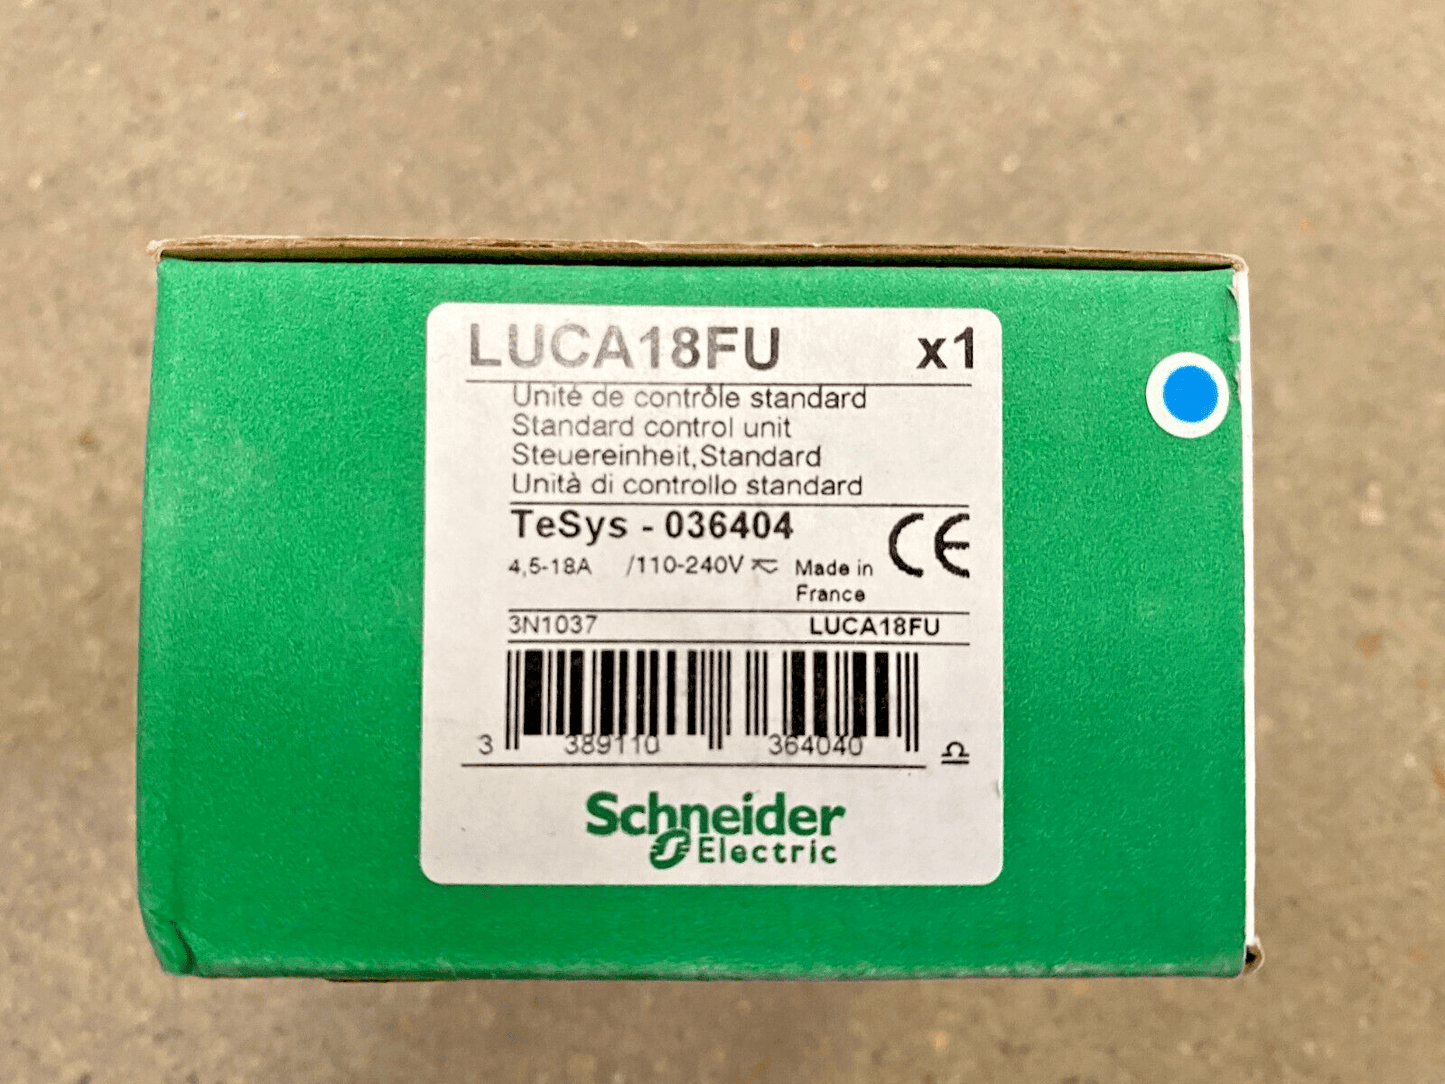 LUCA18FU x1
Unité de contrôle standard
Standard control unit
Steuereinheit,Standard
Unità di controllo standard
TeSys - 036404
CE
4,5-18A /110-240V Made in
France
3N1037 LUCA18FU
3 389110 364040
Schneider
Electric